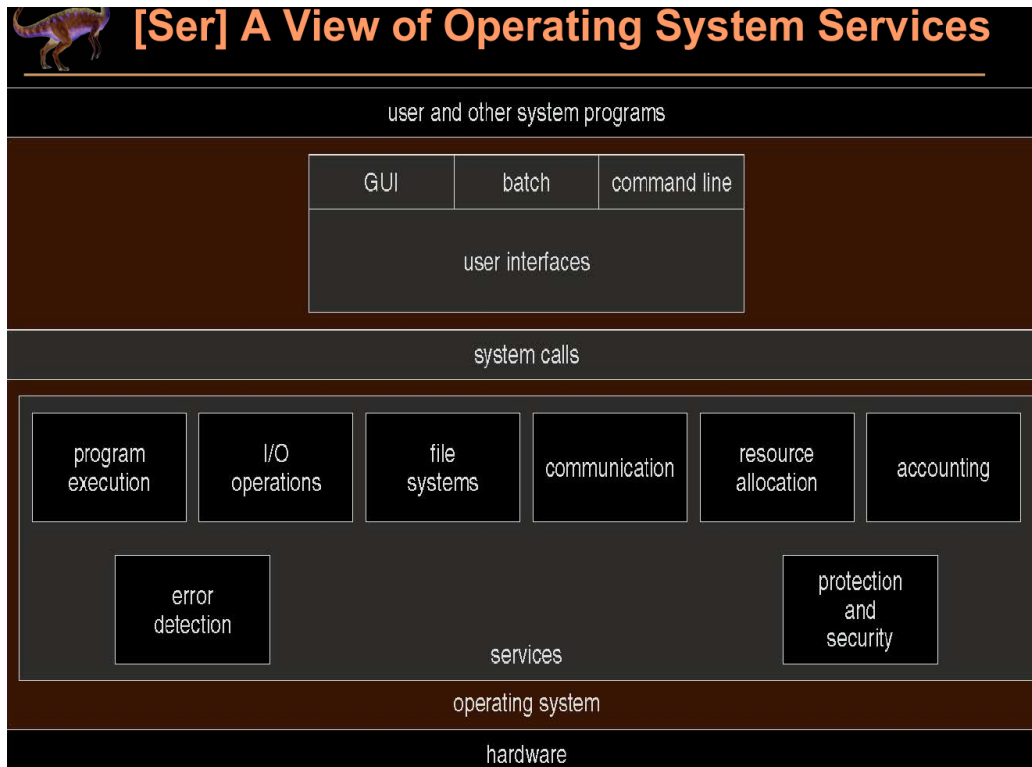 [Ser] A View of Operating System Services
user and other system programs
GUI
batch
command line
user interfaces
system calls
program
execution
I/O
operations
file
systems
communication
resource
allocation
accounting
error
detection
protection
and
security
services
operating system
hardware